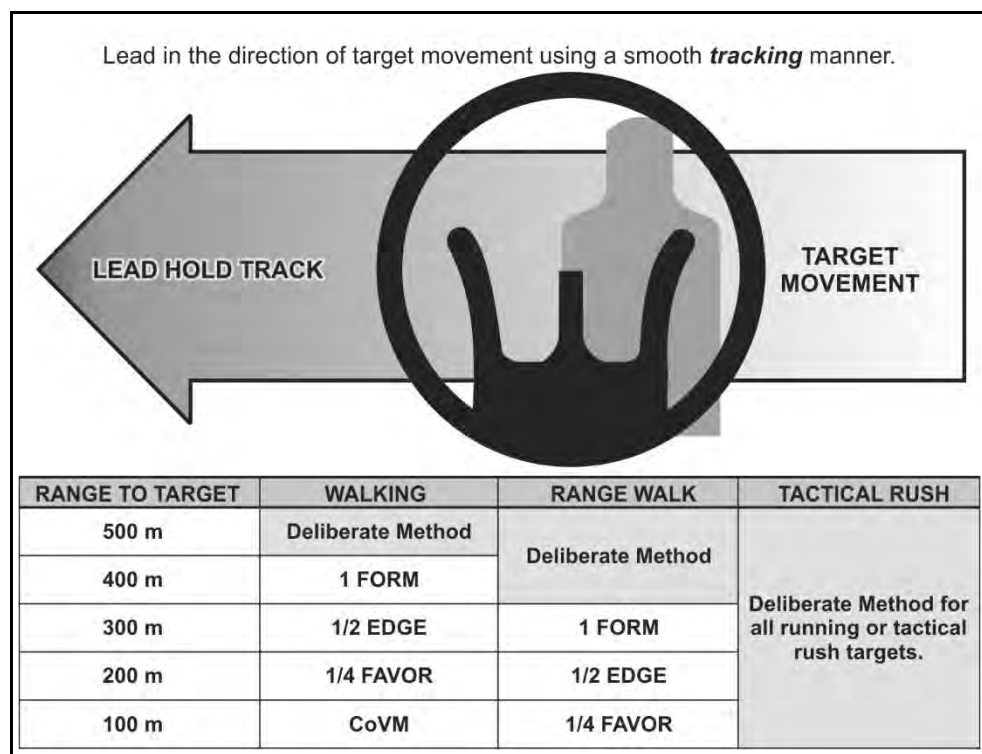 Lead in the direction of target movement using a smooth tracking manner.
LEAD HOLD TRACK
TARGET
MOVEMENT
RANGE TO TARGET WALKING RANGE WALK TACTICAL RUSH
500 m Deliberate Method Deliberate Method Deliberate Method for
all running or tactical
rush targets.
400 m 1 FORM
300 m 1/2 EDGE 1 FORM
200 m 1/4 FAVOR 1/2 EDGE
100 m CoVM 1/4 FAVOR